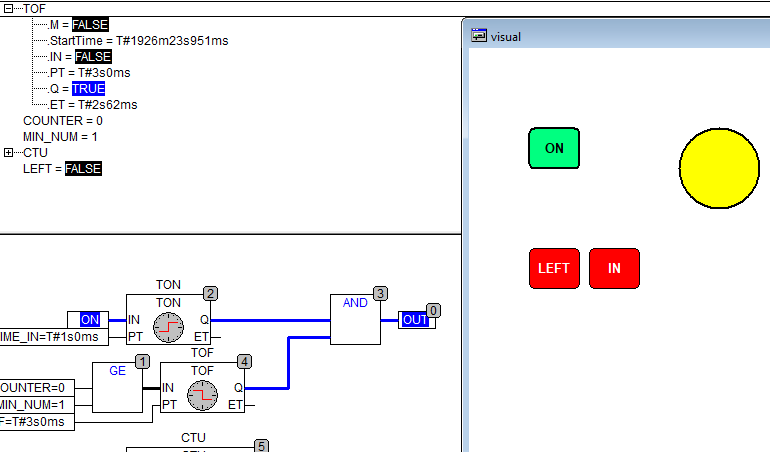 TOF
.M = FALSE
.StartTime = T#1926m23s951ms
.IN = FALSE
.PT = T#3s0ms
.Q = TRUE
.ET = T#2s62ms
COUNTER = 0
MIN_NUM = 1
CTU
LEFT = FALSE
visual
ON
LEFT IN
TON
TON 2
ON IN Q
IME_IN=T#1s0ms PT ET
AND 3
OUT 0
TOF
GE 1
TOF 4
OUNTER=0 IN Q
MIN_NUM=1 PT ET
F=T#3s0ms
CTU
5